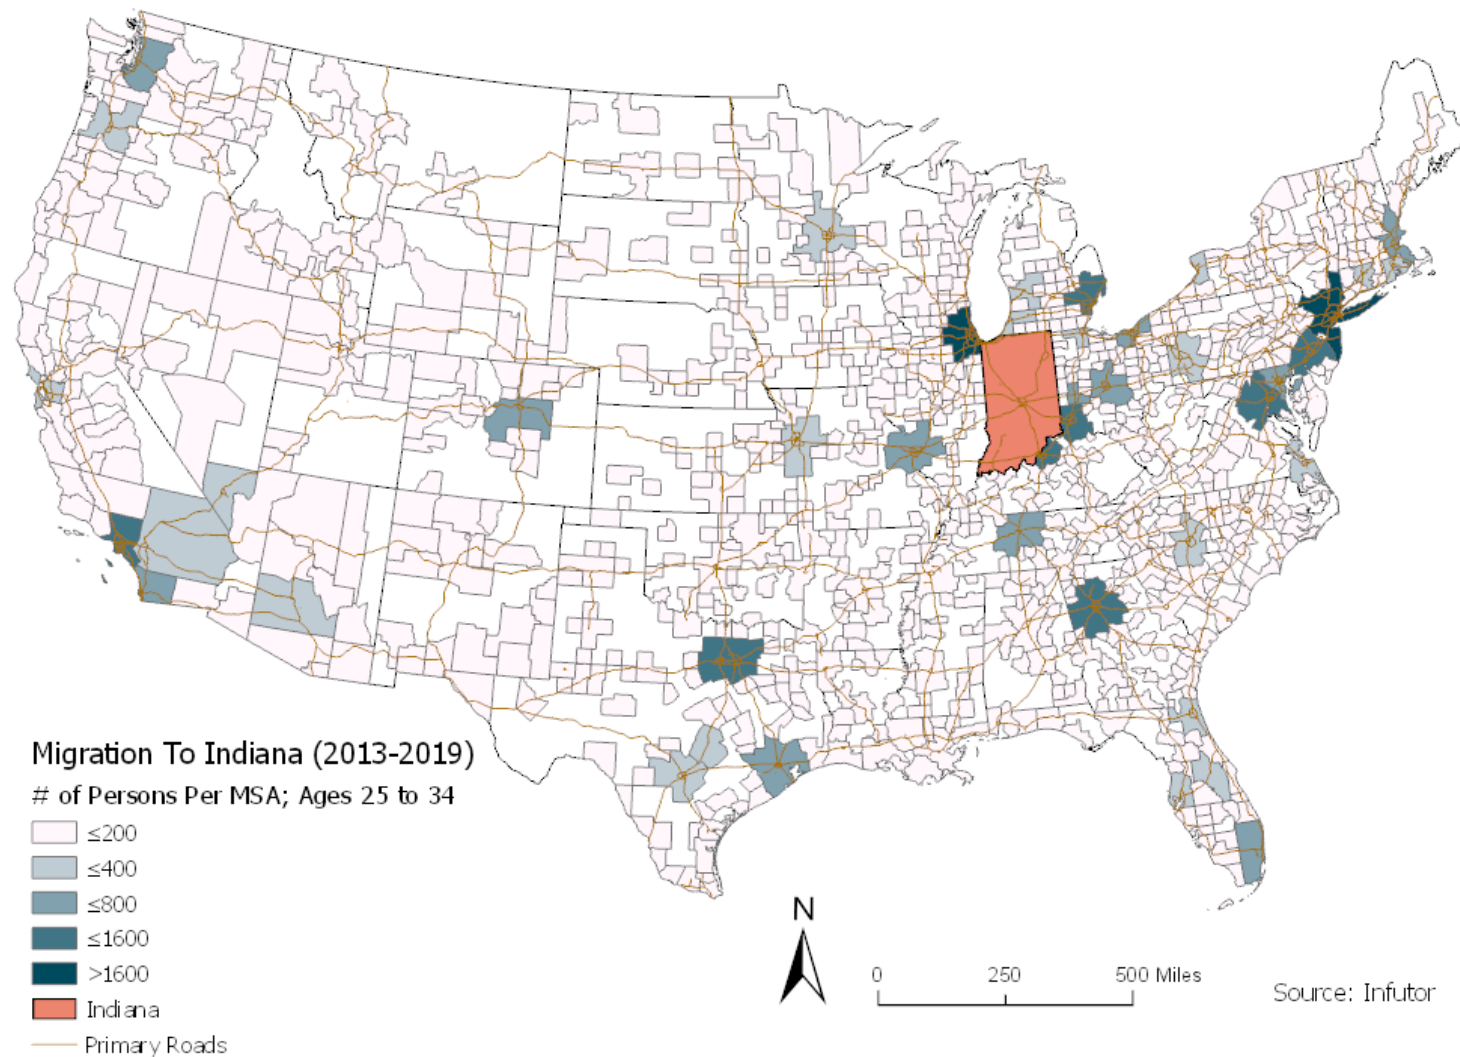 Migration To Indiana (2013-2019)
# of Persons Per MSA; Ages 25 to 34
≤200
≤400
≤800
≤1600
>1600
Indiana
Primary Roads
N
0 250 500 Miles
Source: Infutor